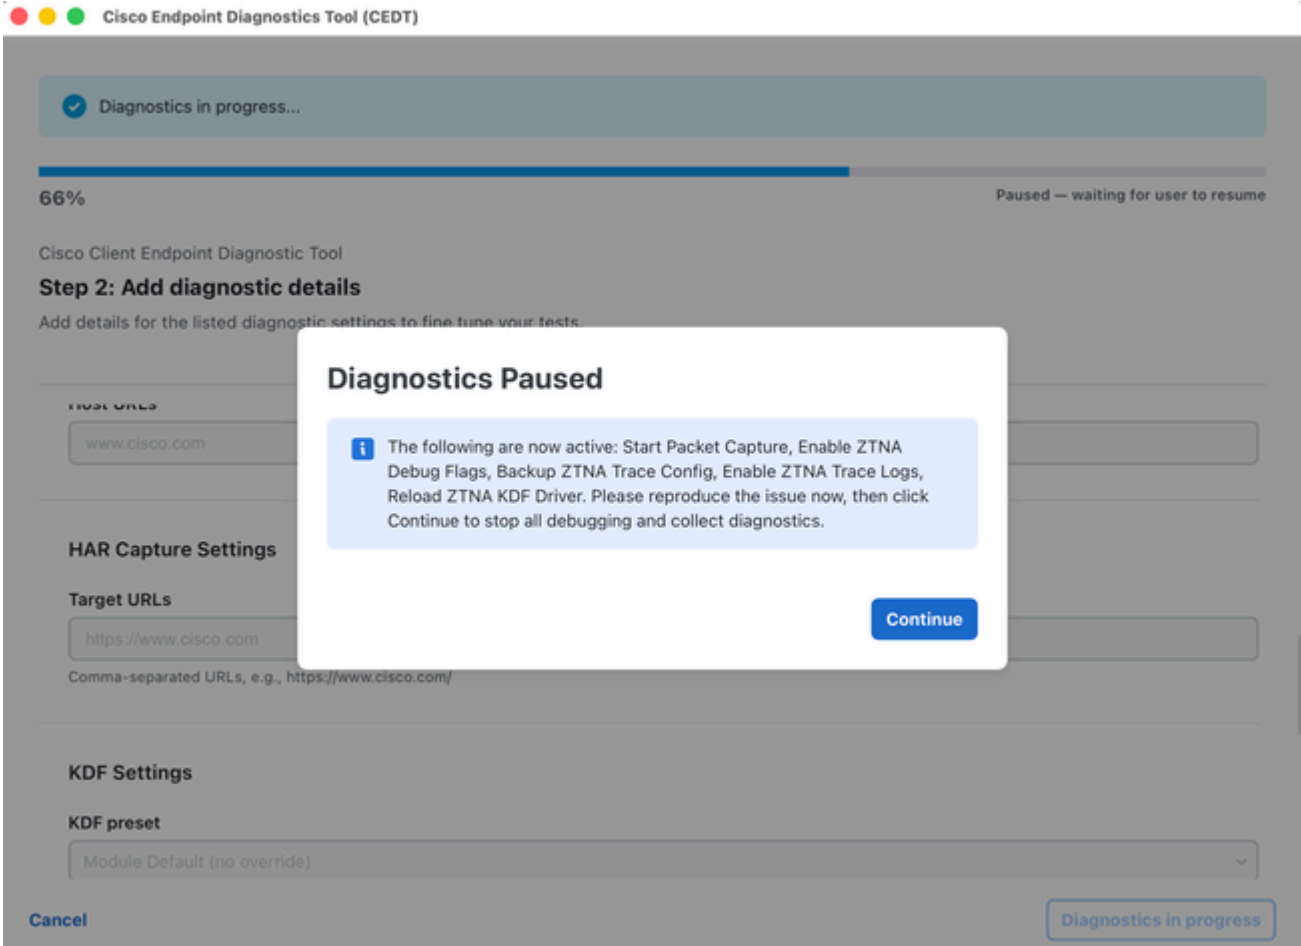 Cisco Endpoint Diagnostics Tool (CEDT)
Diagnostics in progress...
66%
Paused — waiting for user to resume
Cisco Client Endpoint Diagnostic Tool
Step 2: Add diagnostic details
Add details for the listed diagnostic settings to fine tune your tests.
Diagnostics Paused
The following are now active: Start Packet Capture, Enable ZTNA
Debug Flags, Backup ZTNA Trace Config, Enable ZTNA Trace Logs,
Reload ZTNA KDF Driver. Please reproduce the issue now, then click
Continue to stop all debugging and collect diagnostics.
Continue
Host URLs
www.cisco.com
HAR Capture Settings
Target URLs
https://www.cisco.com
Comma-separated URLs, e.g., https://www.cisco.com/
KDF Settings
KDF preset
Module Default (no override)
Cancel
Diagnostics in progress